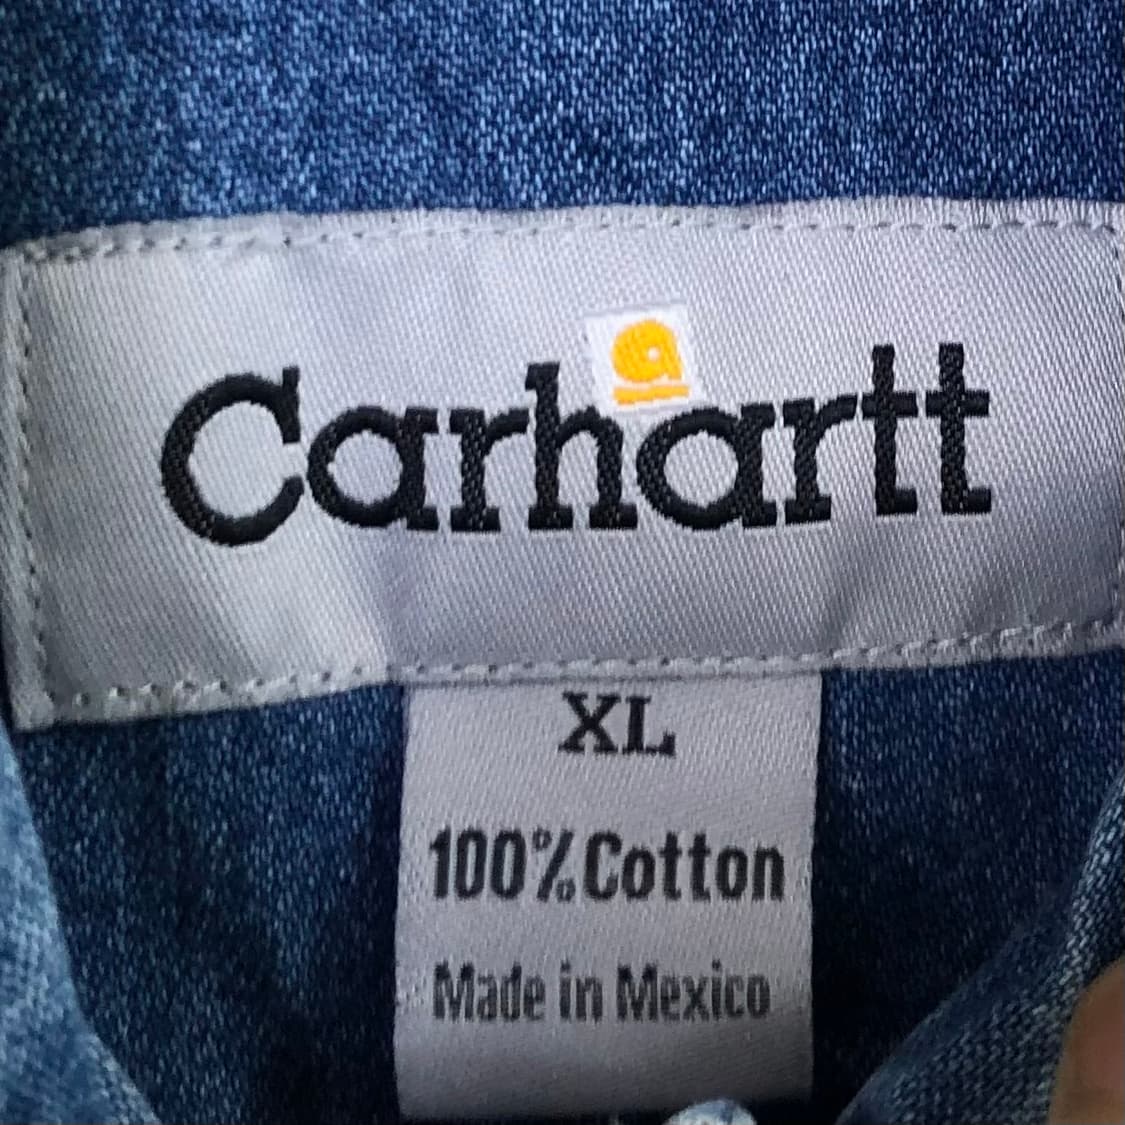 Carhartt
XL
100% Cotton
Made in Mexico